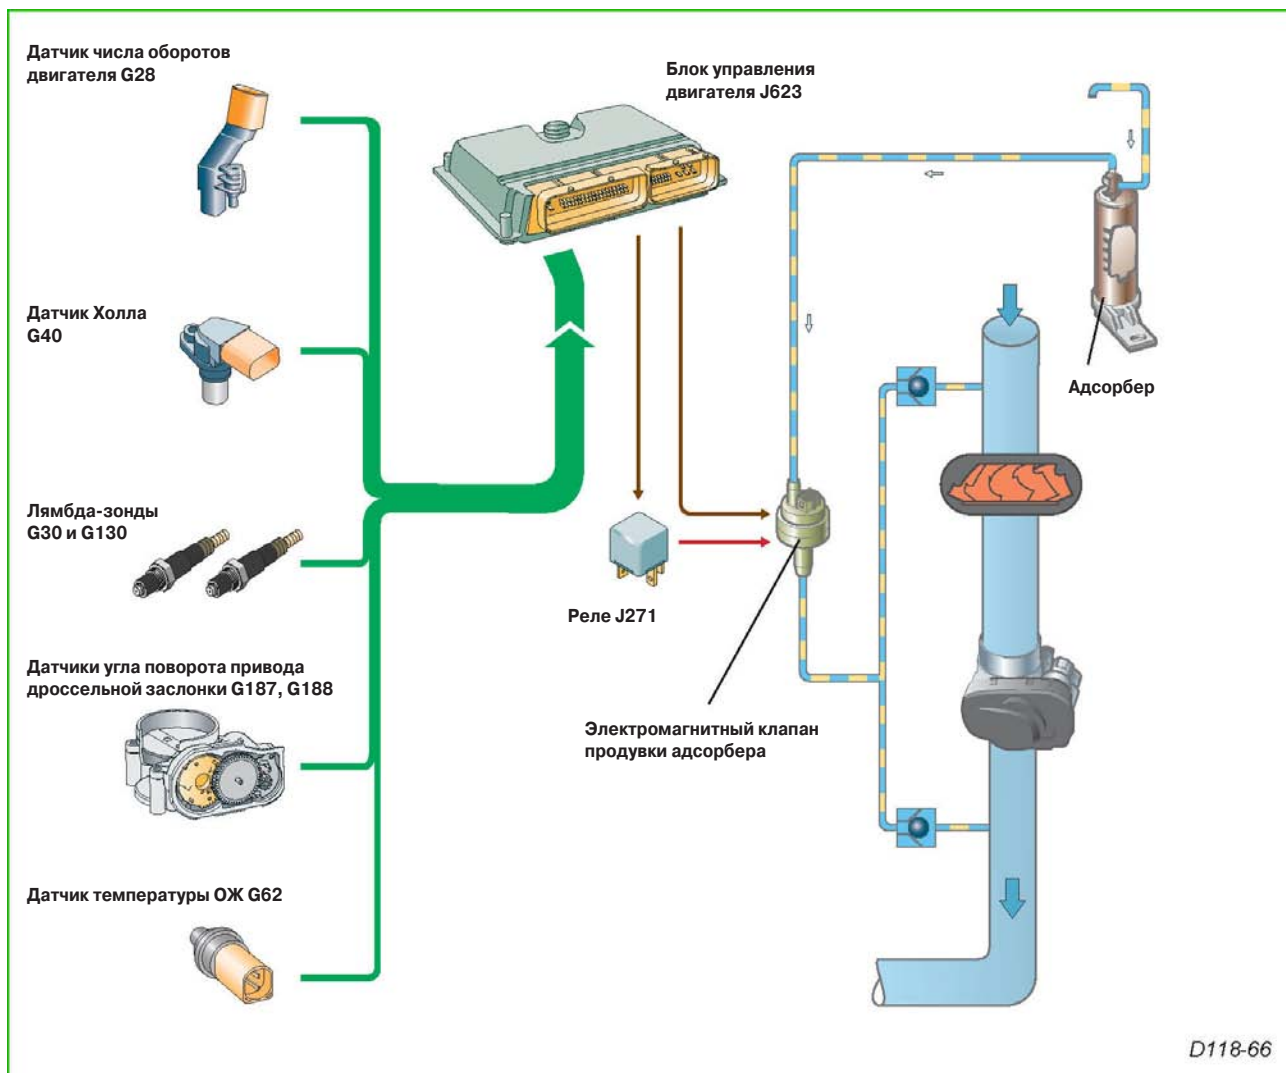 Датчик числа оборотов
двигателя G28
Блок управления
двигателя J623
Датчик Холла
G40
Адсорбер
Лямбда-зонды
G30 и G130
Реле J271
Датчики угла поворота привода
дроссельной заслонки G187, G188
Электромагнитный клапан
продувки адсорбера
Датчик температуры ОЖ G62
D118-66